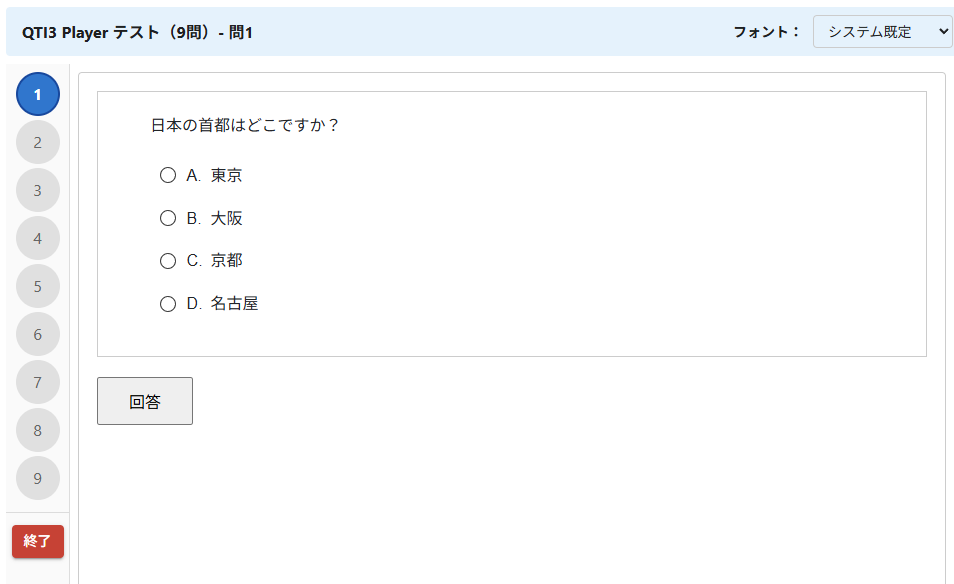 QTI3 Player テスト（9問）- 問1
フォント：
システム既定
1
2
3
4
5
6
7
8
9
終了
日本の首都はどこですか？
A. 東京
B. 大阪
C. 京都
D. 名古屋
回答